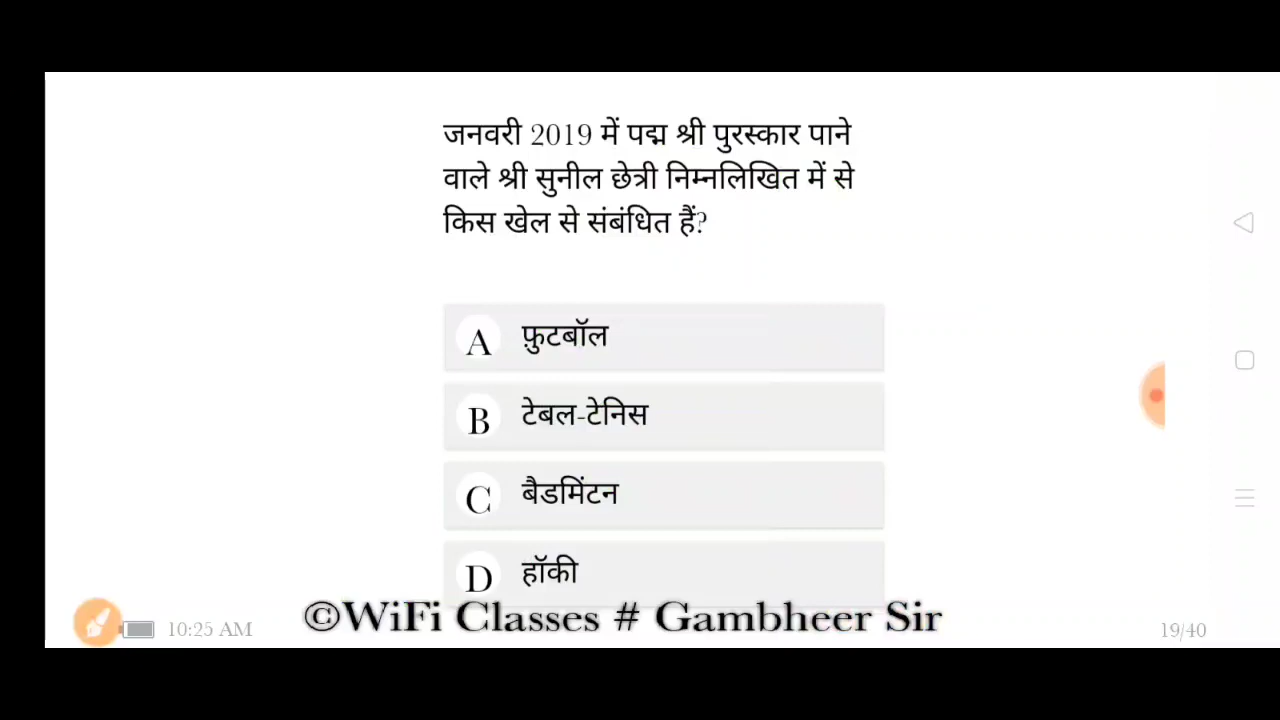 जनवरी 2019 में पद्म श्री पुरस्कार पाने
वाले श्री सुनील छेत्री निम्नलिखित में से
किस खेल से संबंधित हैं?
A फ़ुटबॉल
B टेबल-टेनिस
C बैडमिंटन
D हॉकी
©WiFi Classes # Gambheer Sir
10:25 AM
19/40